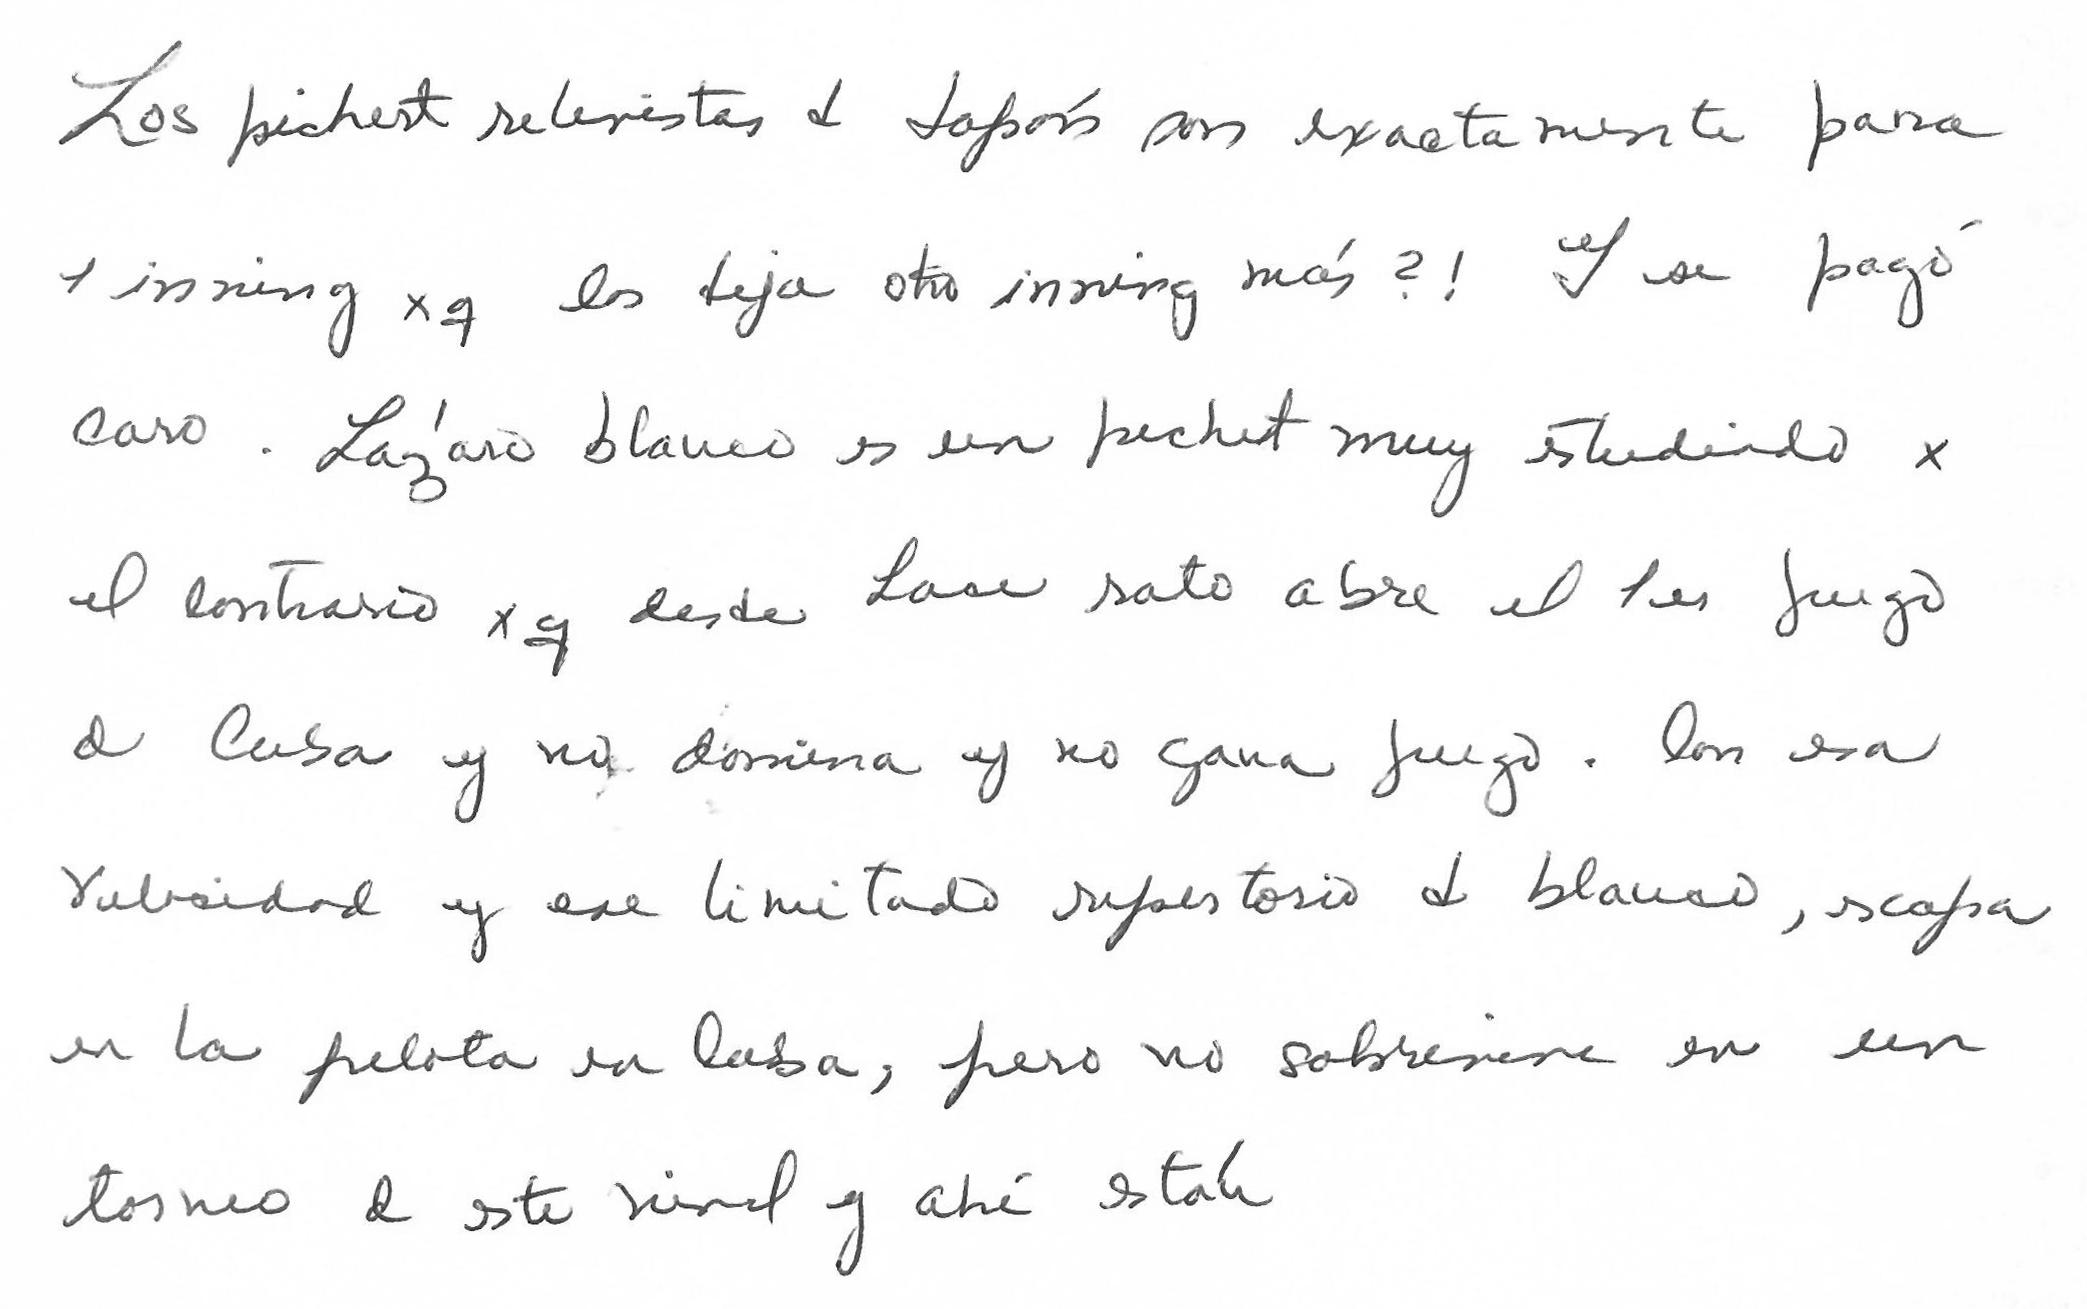 Los pichert relevistas d Japón son exactamente para
1 inning xq los deja otro inning más?! Y se pagó
caro. Lázaro blanco es un pichet muy estudiado x
el contrario xq desde hace rato abre el 1er juego
d Cuba y no domina y no gana juego. Con esa
velocidad y ese limitado repertorio d blanco, escapa
en la pelota en Cuba, pero no sobrevive en un
torneo d este nivel y ahí están